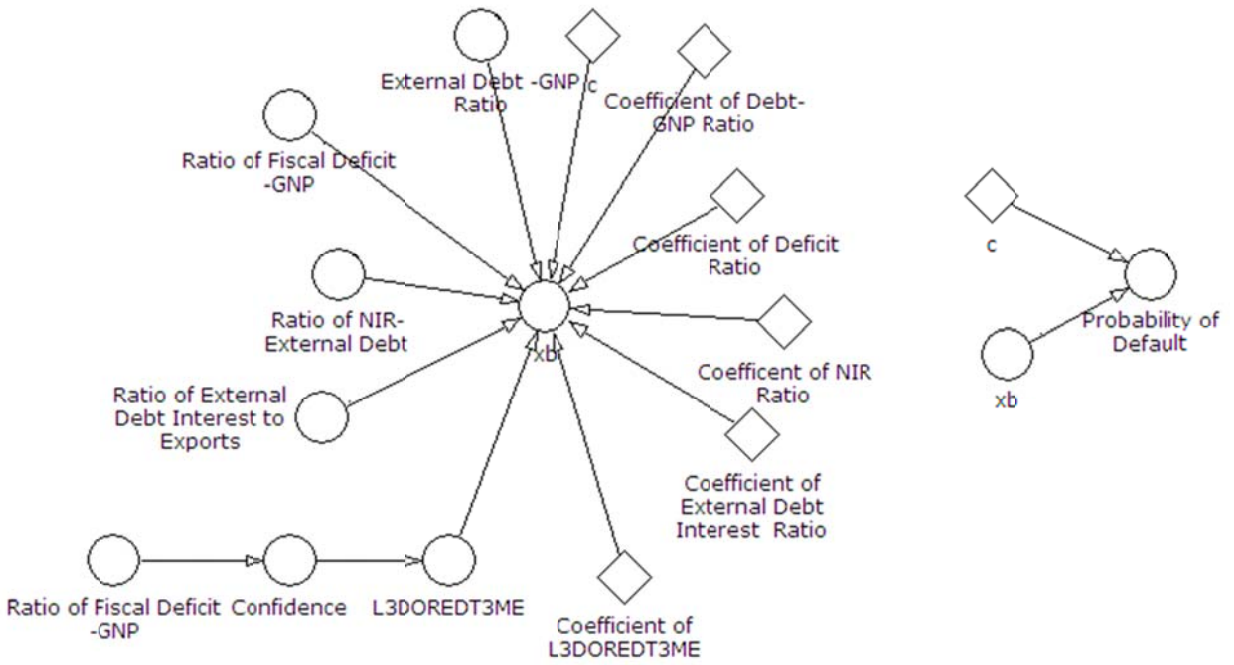 External Debt -GNP
Ratio
c
Coefficient of Debt-
GNP Ratio
Ratio of Fiscal Deficit
-GNP
Coefficient of Deficit
Ratio
c
Ratio of NIR-
External Debt
xb
Probability of
Default
Coefficent of NIR
Ratio
xb
Ratio of External
Debt Interest to
Exports
Coefficient of
External Debt
Interest Ratio
Ratio of Fiscal Deficit
-GNP
Confidence
L3DOREDT3ME
Coefficient of
L3DOREDT3ME